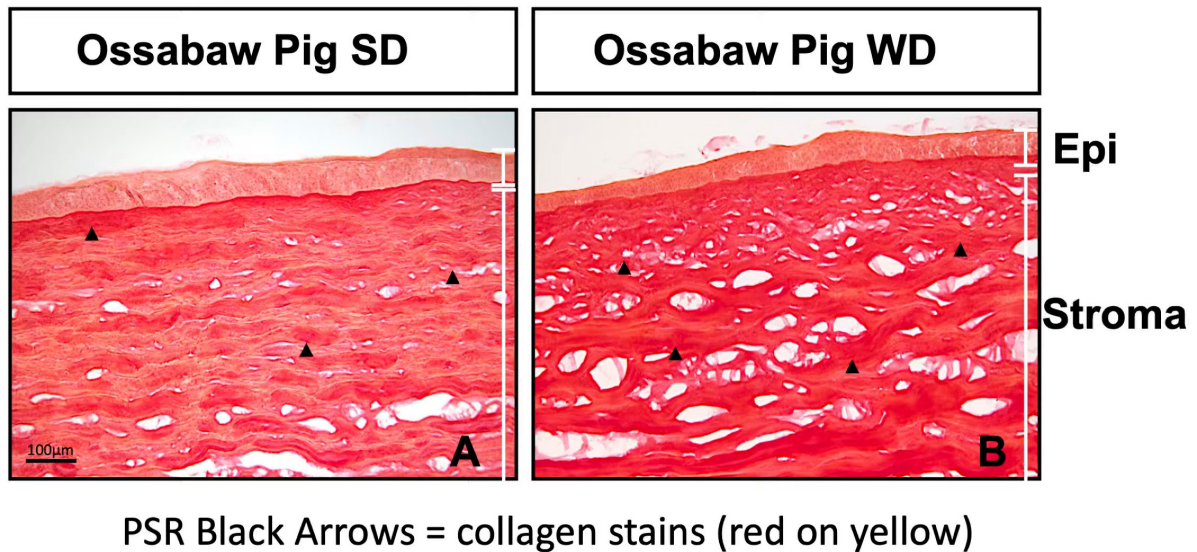 Ossabaw Pig SD
Ossabaw Pig WD
Epi
Stroma
100µm
A
B
PSR Black Arrows = collagen stains (red on yellow)